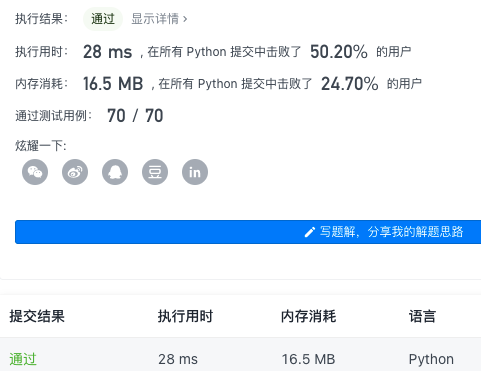 执行结果： 通过 显示详情 ›
执行用时： 28 ms , 在所有 Python 提交中击败了 50.20% 的用户
内存消耗： 16.5 MB , 在所有 Python 提交中击败了 24.70% 的用户
通过测试用例： 70 / 70
炫耀一下:
豆 in
写题解，分享我的解题思路
提交结果 执行用时 内存消耗 语言
通过 28 ms 16.5 MB Python